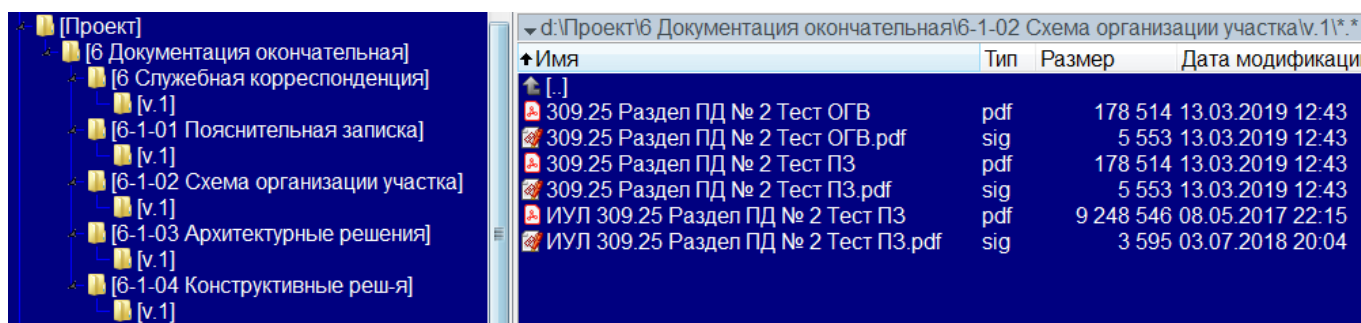 [Проект]
[6 Документация окончательная]
[6 Служебная корреспонденция]
[v.1]
[6-1-01 Пояснительная записка]
[v.1]
[6-1-02 Схема организации участка]
[v.1]
[6-1-03 Архитектурные решения]
[v.1]
[6-1-04 Конструктивные реш-я]
[v.1]
d:\Проект\6 Документация окончательная\6-1-02 Схема организации участка\v.1\*.*
Имя Тип Размер Дата модификаци
[..]
309.25 Раздел ПД № 2 Тест ОГВ pdf 178 514 13.03.2019 12:43
309.25 Раздел ПД № 2 Тест ОГВ.pdf sig 5 553 13.03.2019 12:43
309.25 Раздел ПД № 2 Тест ПЗ pdf 178 514 13.03.2019 12:43
309.25 Раздел ПД № 2 Тест ПЗ.pdf sig 5 553 13.03.2019 12:43
ИУЛ 309.25 Раздел ПД № 2 Тест ПЗ pdf 9 248 546 08.05.2017 22:15
ИУЛ 309.25 Раздел ПД № 2 Тест ПЗ.pdf sig 3 595 03.07.2018 20:04